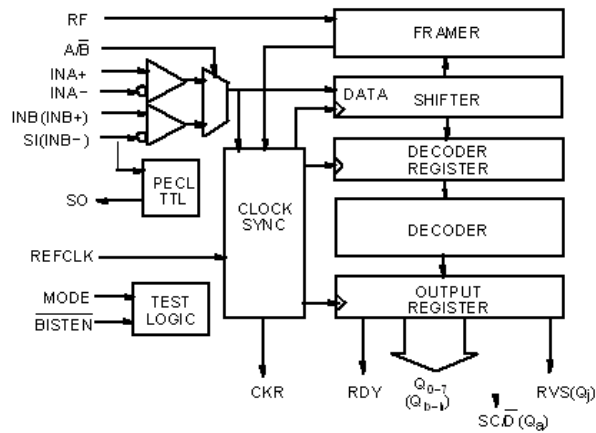 RF
FRAMER
A/B̅
INA+
INA−
DATA
SHIFTER
INB(INB+)
SI(INB−)
DECODER
REGISTER
PECL
TTL
CLOCK
SYNC
SO
DECODER
REFCLK
MODE
TEST
LOGIC
OUTPUT
REGISTER
BISTEN
CKR
RDY
Q0−7
(Qb−h)
RVS(Qj)
SC/D̅(Qa)